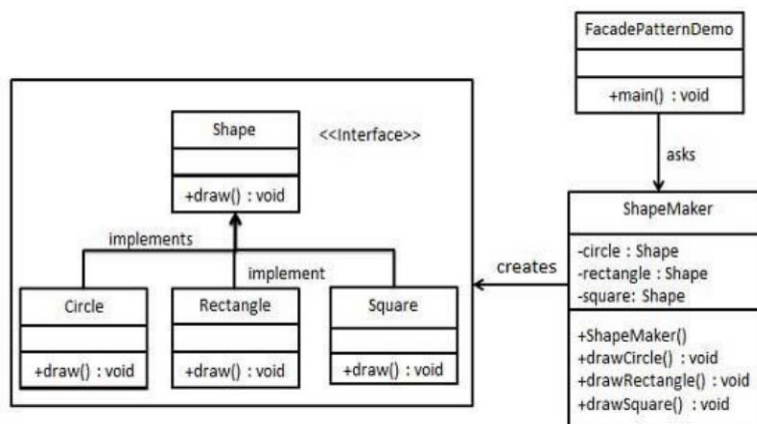 FacadePatternDemo
+main() : void
asks
Shape
<<Interface>>
+draw() : void
implements
implement
Circle
+draw() : void
Rectangle
+draw() : void
Square
+draw() : void
creates
ShapeMaker
-circle : Shape
-rectangle : Shape
-square: Shape
+ShapeMaker()
+drawCircle() : void
+drawRectangle() : void
+drawSquare() : void